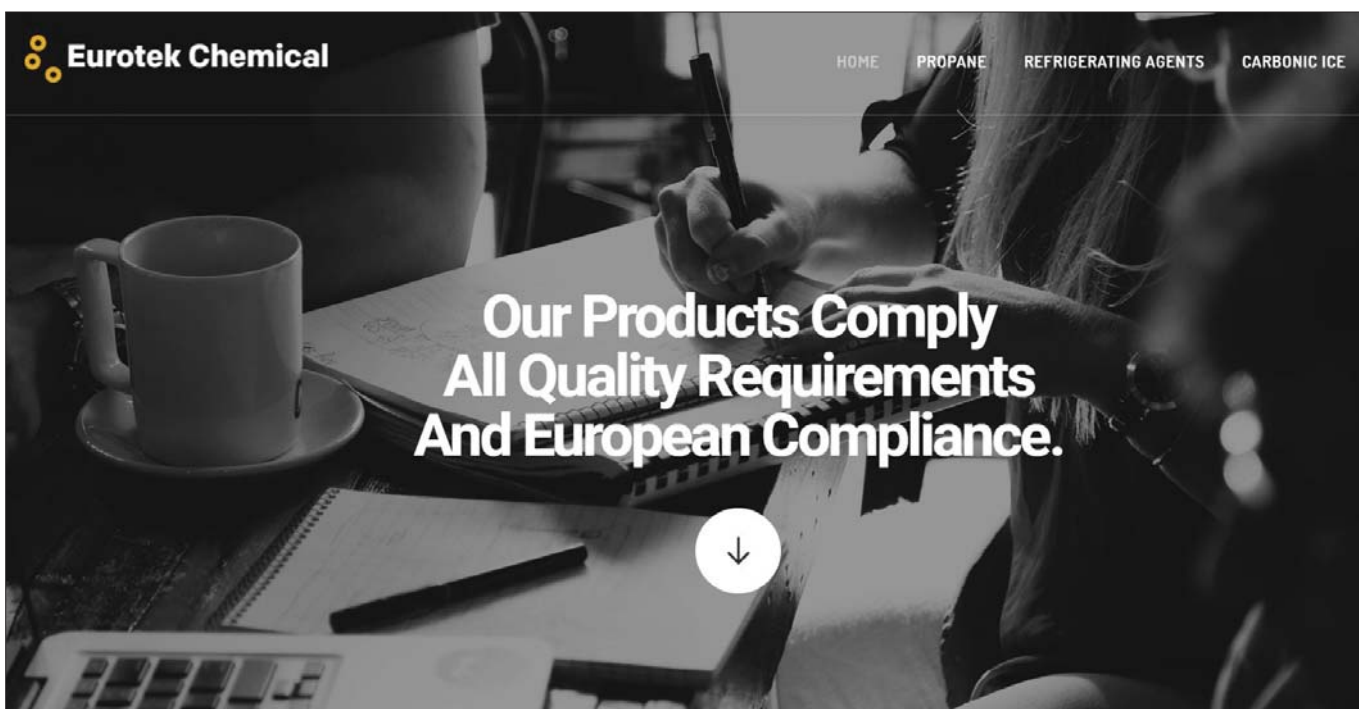 Eurotek Chemical
HOME PROPANE REFRIGERATING AGENTS CARBONIC ICE
Our Products Comply
All Quality Requirements
And European Compliance.